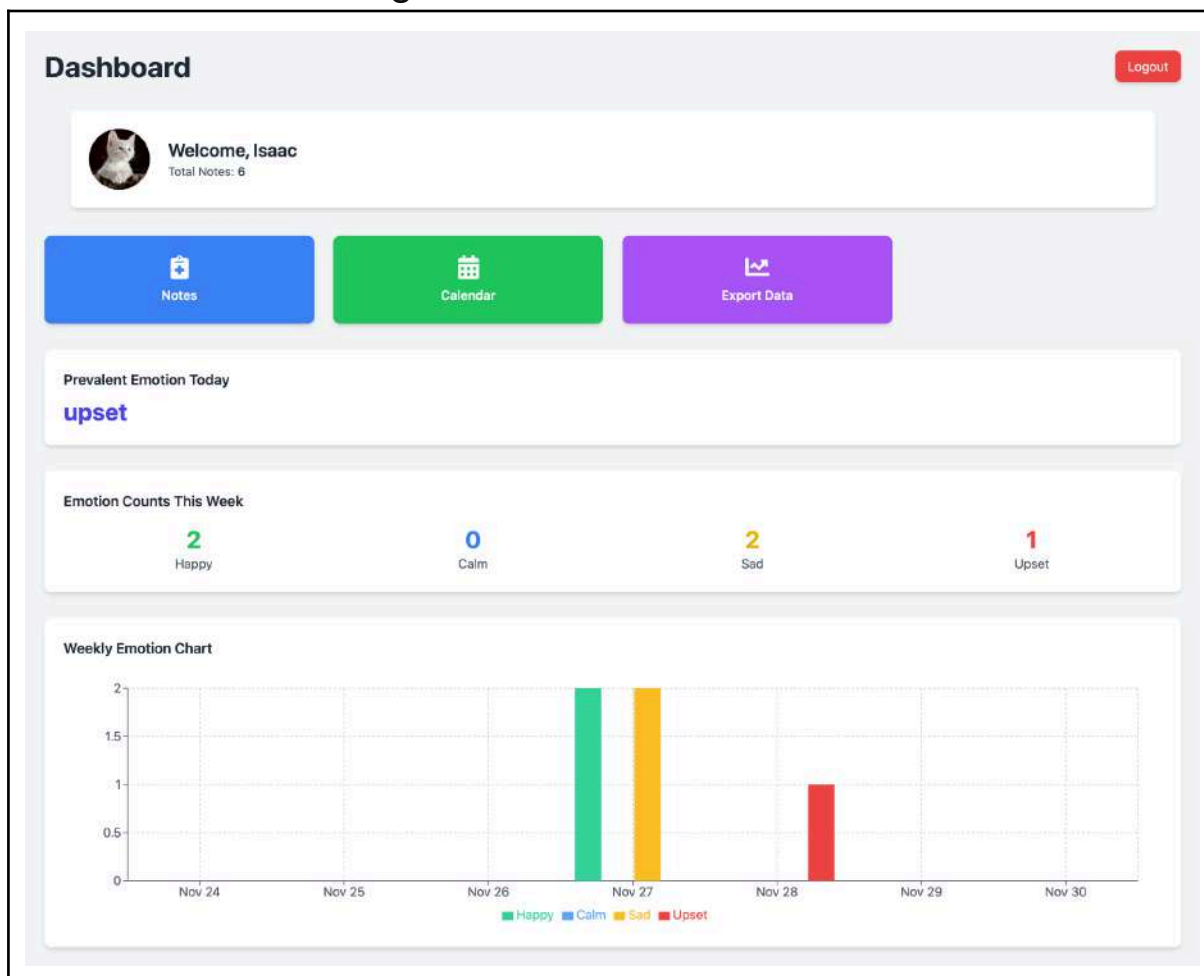 Dashboard
Logout
Welcome, Isaac
Total Notes: 6
Notes
Calendar
Export Data
Prevalent Emotion Today
upset
Emotion Counts This Week
2 0 2 1
Happy Calm Sad Upset
Weekly Emotion Chart
2
1.5
1
0.5
0
Nov 24 Nov 25 Nov 26 Nov 27 Nov 28 Nov 29 Nov 30
Happy Calm Sad Upset